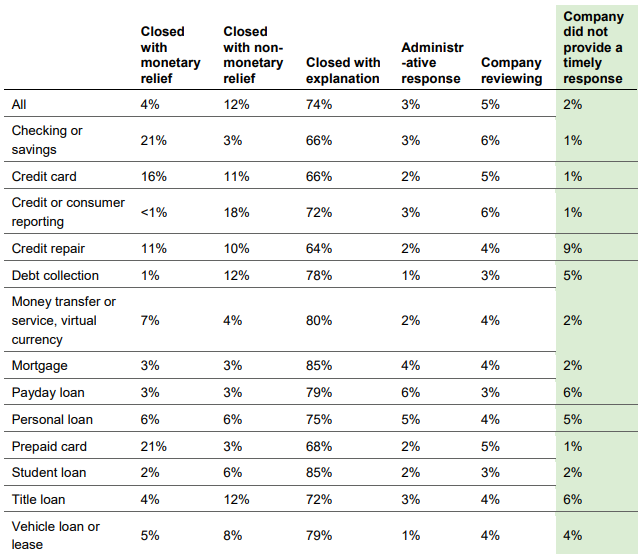 Closed with monetary relief | Closed with non-monetary relief | Closed with explanation | Administr-ative response | Company reviewing | Company did not provide a timely response
All 4% 12% 74% 3% 5% 2%
Checking or savings 21% 3% 66% 3% 6% 1%
Credit card 16% 11% 66% 2% 5% 1%
Credit or consumer reporting <1% 18% 72% 3% 6% 1%
Credit repair 11% 10% 64% 2% 4% 9%
Debt collection 1% 12% 78% 1% 3% 5%
Money transfer or service, virtual currency 7% 4% 80% 2% 4% 2%
Mortgage 3% 3% 85% 4% 4% 2%
Payday loan 3% 3% 79% 6% 3% 6%
Personal loan 6% 6% 75% 5% 4% 5%
Prepaid card 21% 3% 68% 2% 5% 1%
Student loan 2% 6% 85% 2% 3% 2%
Title loan 4% 12% 72% 3% 4% 6%
Vehicle loan or lease 5% 8% 79% 1% 4% 4%